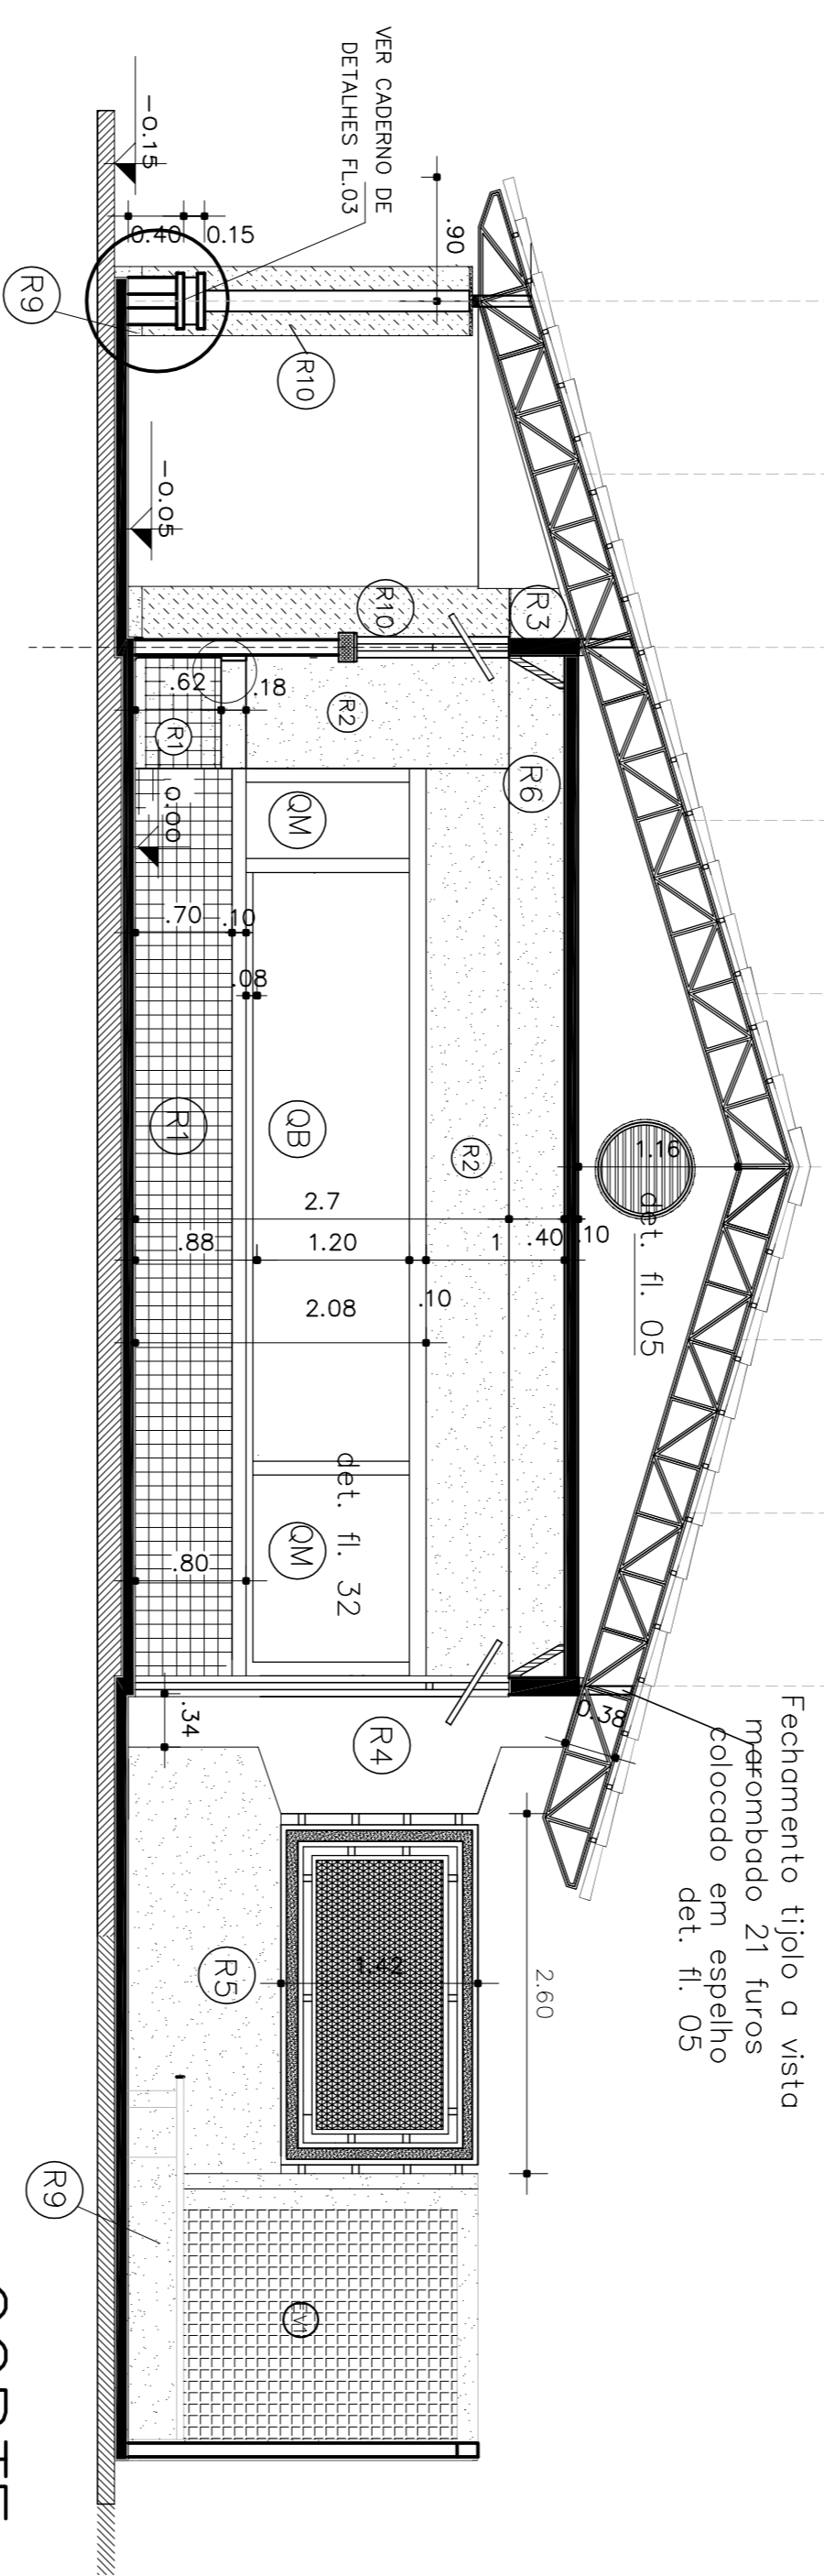 VER CADERNO DE
DETALHES FL.03
-0.15
0.40
0.15
.90
R9
R10
-0.05
R10
R3
.62
.18
R1
R2
R6
0.00
QM
.70
.10
.08
R1
QB
R2
1.16
det. fl. 05
2.7
.88
1.20
1
.40
.10
2.08
.10
det. fl. 32
.80
QM
.34
R4
0.38
Fechamento tijolo a vista
marombado 21 furos
colocado em espelho
det. fl. 05
R5
1.42
2.60
R9
EV1